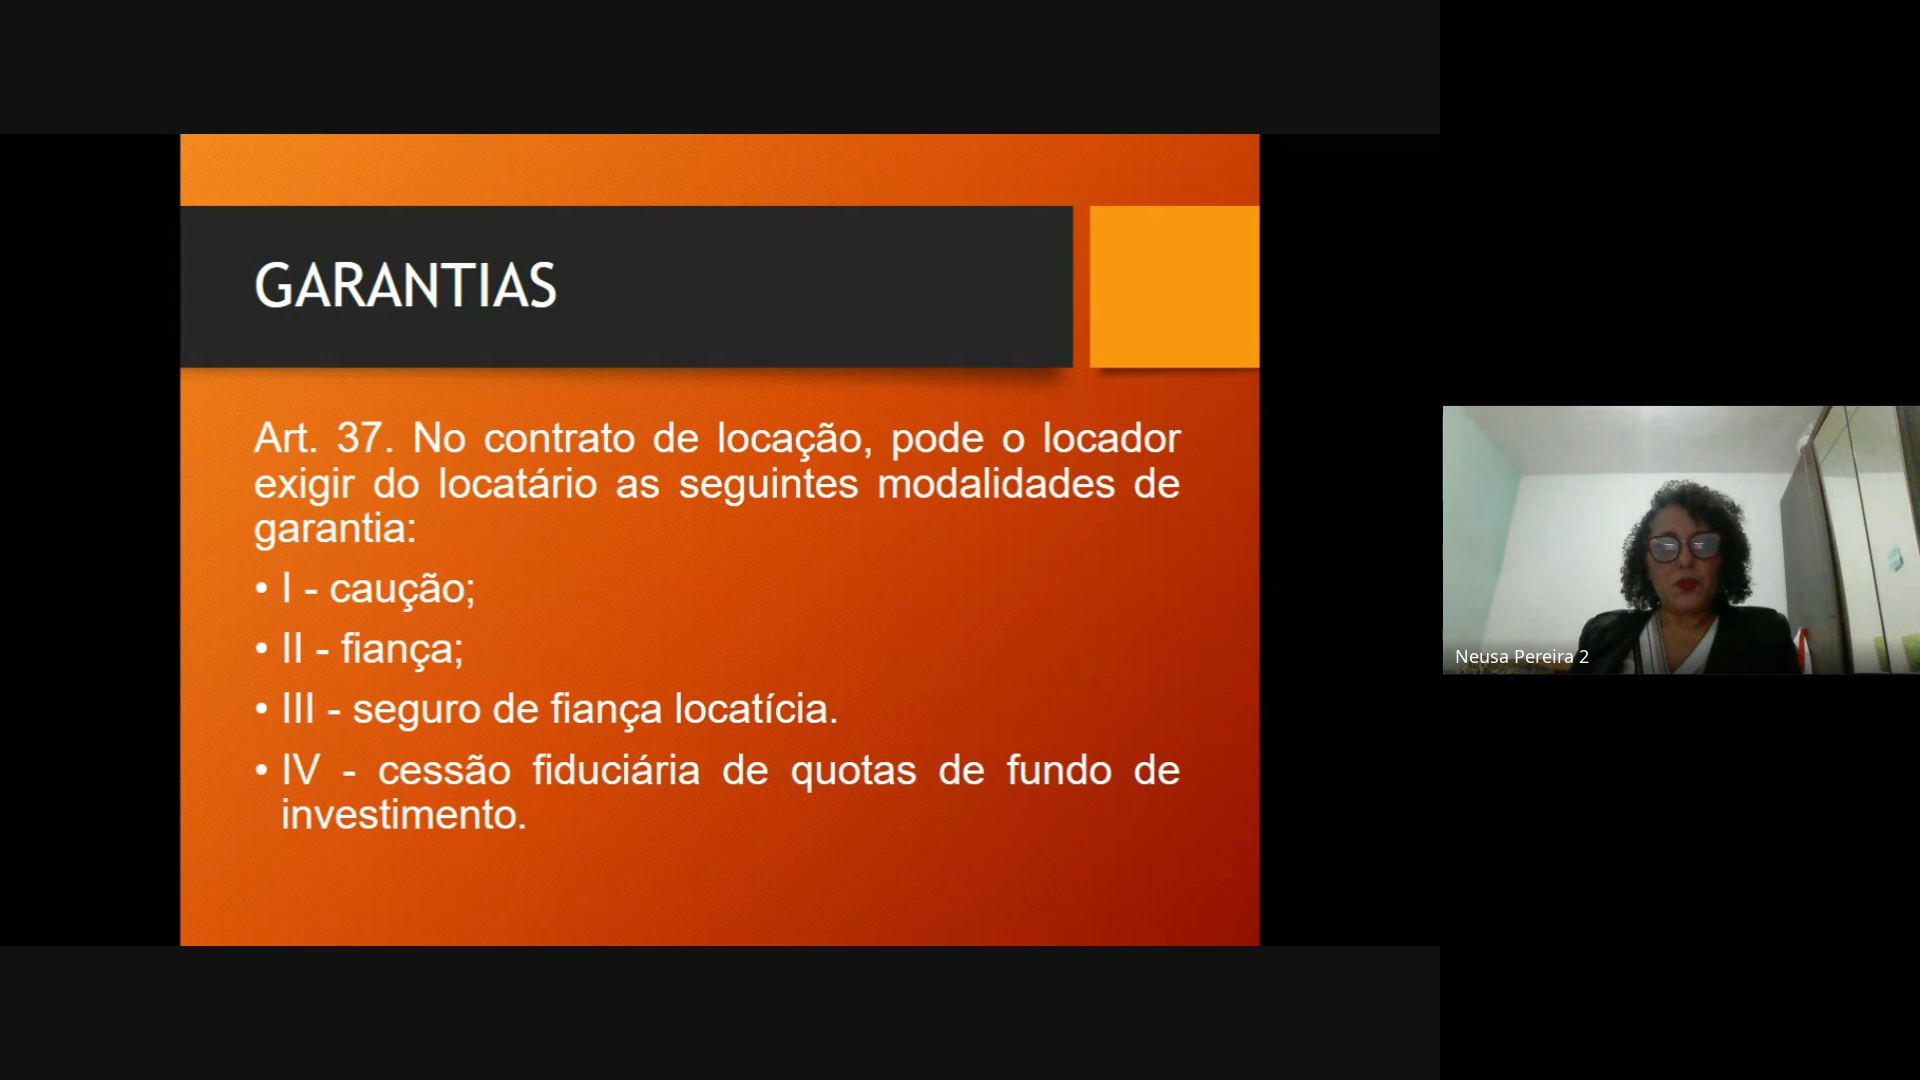 GARANTIAS
Art. 37. No contrato de locação, pode o locador
exigir do locatário as seguintes modalidades de
garantia:
• I - caução;
• II - fiança;
• III - seguro de fiança locatícia.
• IV - cessão fiduciária de quotas de fundo de
investimento.
Neusa Pereira 2